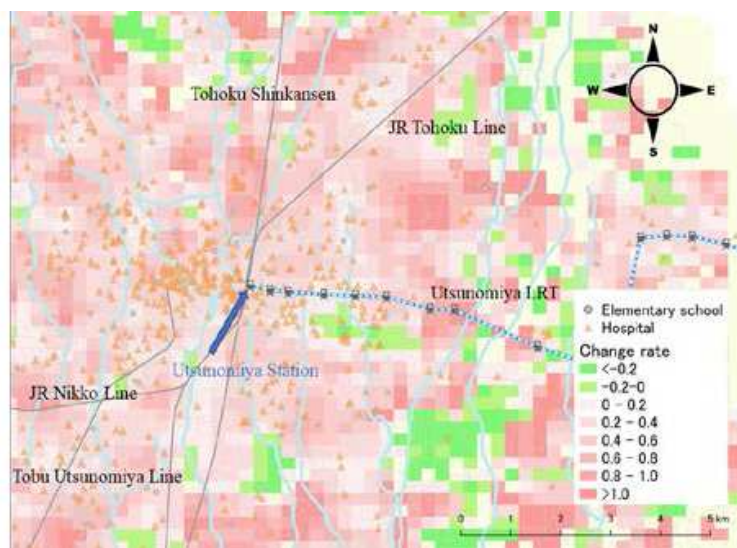 N
W
E
S
Tohoku Shinkansen
JR Tohoku Line
Utsunomiya LRT
Utsunomiya Station
JR Nikko Line
Tobu Utsunomiya Line
Elementary school
Hospital
Change rate
<-0.2
-0.2-0
0 - 0.2
0.2 - 0.4
0.4 - 0.6
0.6 - 0.8
0.8 - 1.0
>1.0
0 1 2 3 4 5 km